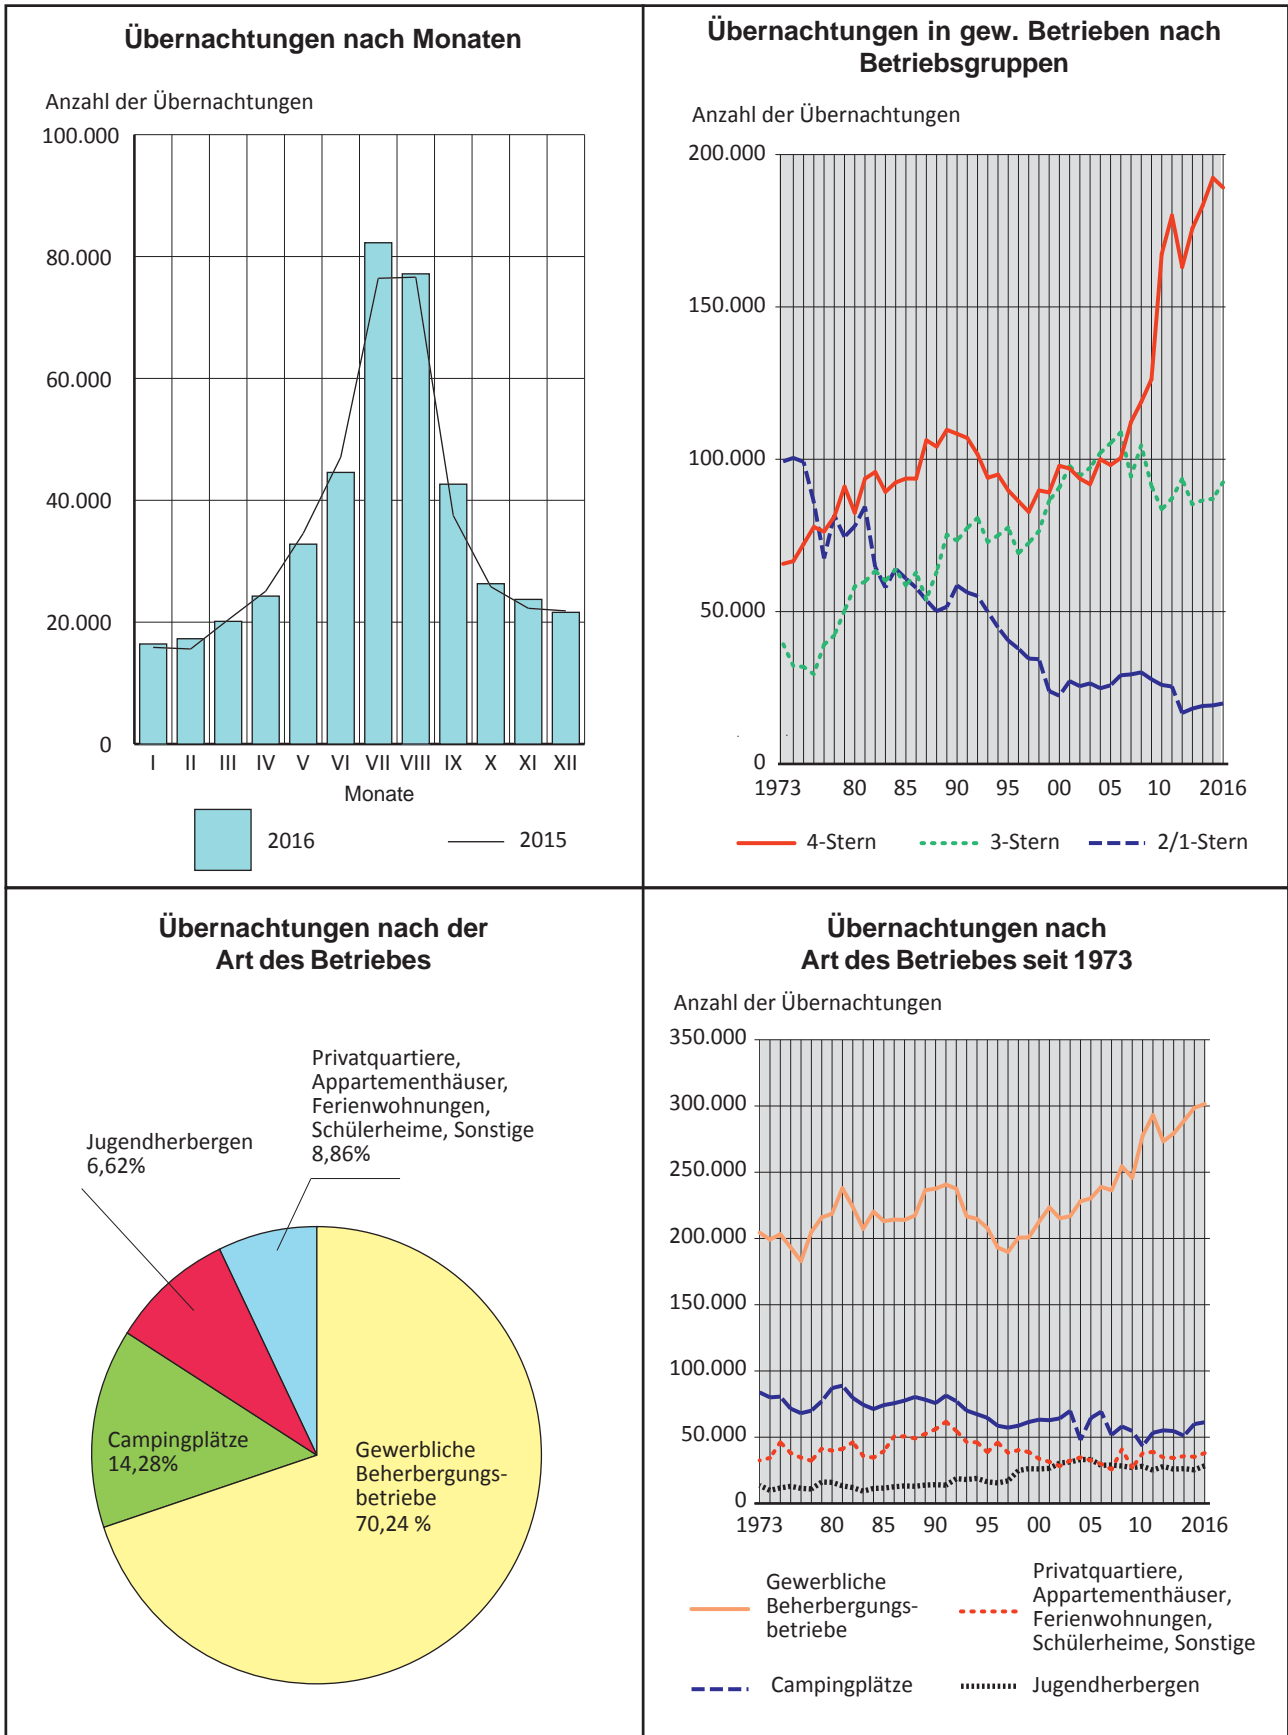 Übernachtungen nach Monaten
Anzahl der Übernachtungen
100.000
80.000
60.000
40.000
20.000
0
I II III IV V VI VII VIII IX X XI XII
Monate
2016 2015
Übernachtungen in gew. Betrieben nach
Betriebsgruppen
Anzahl der Übernachtungen
200.000
150.000
100.000
50.000
0
1973 80 85 90 95 00 05 10 2016
4-Stern 3-Stern 2/1-Stern
Übernachtungen nach der
Art des Betriebes
Privatquartiere,
Appartementhäuser,
Ferienwohnungen,
Schülerheime, Sonstige
8,86%
Jugendherbergen
6,62%
Campingplätze
14,28%
Gewerbliche
Beherbergungs-
betriebe
70,24 %
Übernachtungen nach
Art des Betriebes seit 1973
Anzahl der Übernachtungen
350.000
300.000
250.000
200.000
150.000
100.000
50.000
0
1973 80 85 90 95 00 05 10 2016
Gewerbliche
Beherbergungs-
betriebe
Privatquartiere,
Appartementhäuser,
Ferienwohnungen,
Schülerheime, Sonstige
Campingplätze
Jugendherbergen